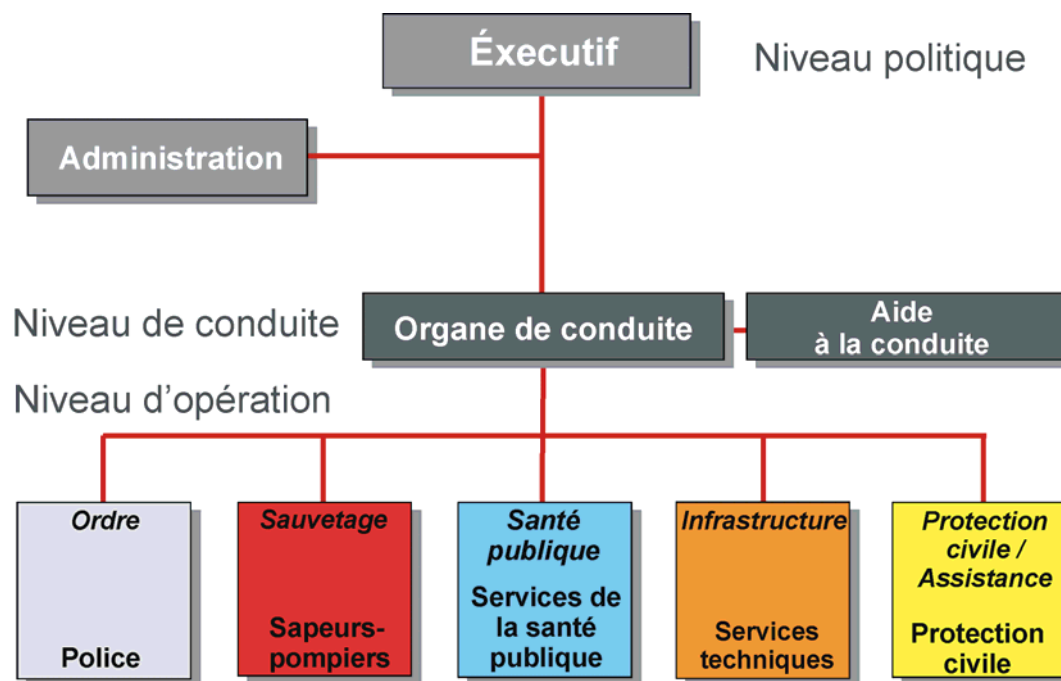 Éxecutif
Niveau politique
Administration
Niveau de conduite
Organe de conduite
Aide
à la conduite
Niveau d'opération
Ordre
Police
Sauvetage
Sapeurs-
pompiers
Santé
publique
Services de
la santé
publique
Infrastructure
Services
techniques
Protection
civile /
Assistance
Protection
civile